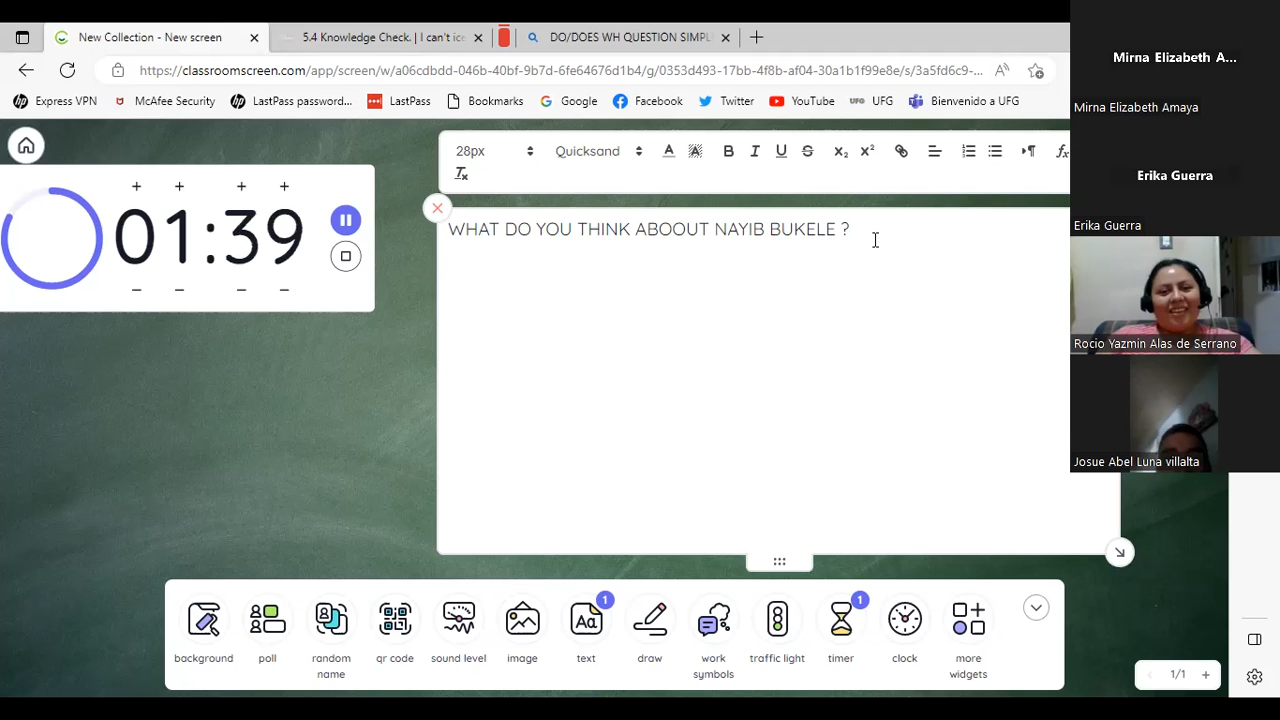 New Collection - New screen
5.4 Knowledge Check. | I can't ice
DO/DOES WH QUESTION SIMPL
https://classroomscreen.com/app/screen/w/a06cdbdd-046b-40bf-9b7d-6fe64676d1b4/g/0353d493-17bb-4f8b-af04-30a1b1f99e8e/s/3a5fd6c9-...
Express VPN
McAfee Security
LastPass password...
LastPass
Bookmarks
Google
Facebook
Twitter
YouTube
UFG
Bienvenido a UFG
28px
Quicksand
01:39
WHAT DO YOU THINK ABOOUT NAYIB BUKELE ?
Mirna Elizabeth A...
Mirna Elizabeth Amaya
Erika Guerra
Erika Guerra
Rocio Yazmin Alas de Serrano
Josue Abel Luna villalta
background
poll
random name
qr code
sound level
image
1
text
draw
work symbols
traffic light
1
timer
clock
more widgets
1/1